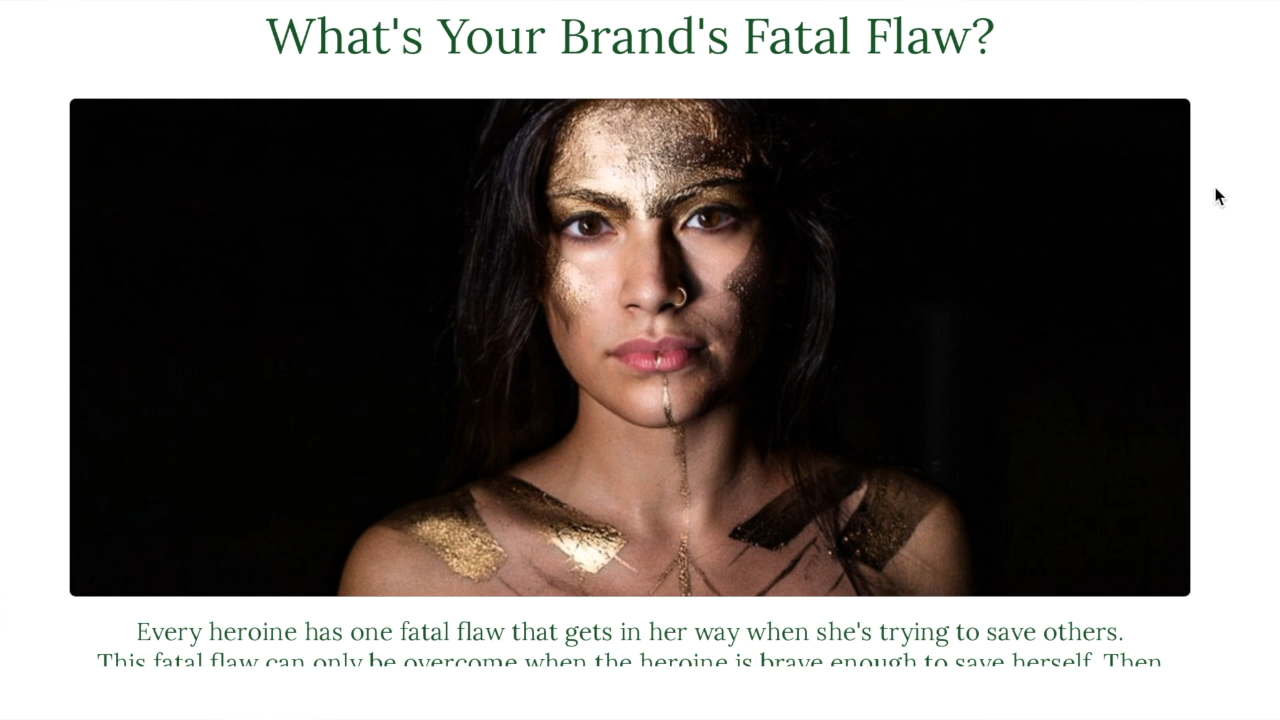 What's Your Brand's Fatal Flaw?
Every heroine has one fatal flaw that gets in her way when she's trying to save others.
This fatal flaw can only be overcome when the heroine is brave enough to save herself. Then